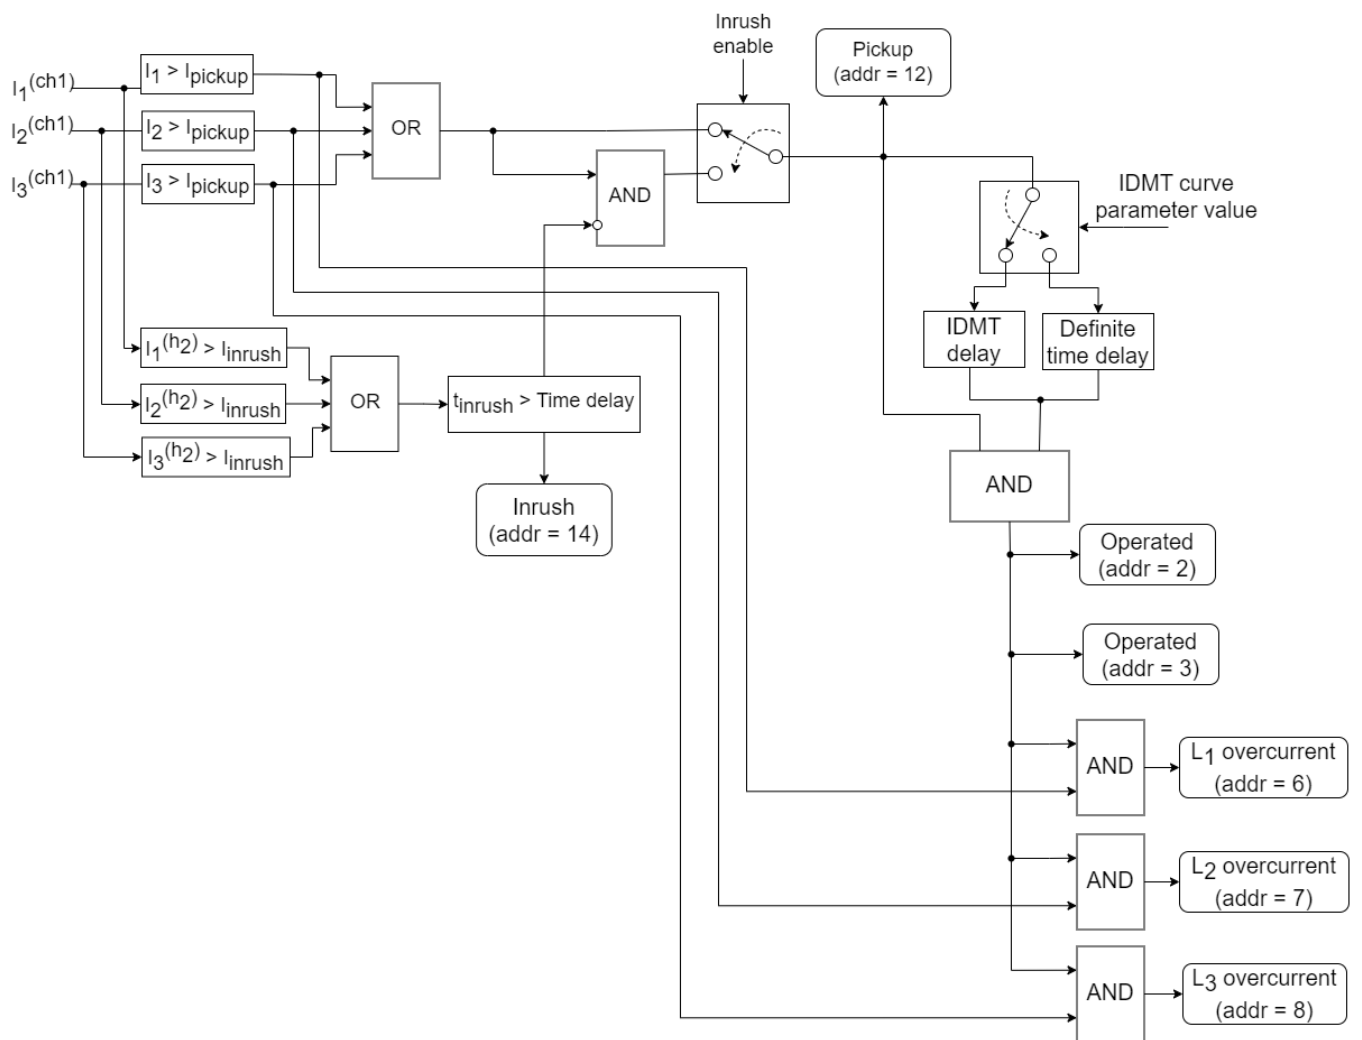 Inrush
enable
Pickup
(addr = 12)
I1(ch1)
I1 > Ipickup
I2(ch1)
I2 > Ipickup
OR
I3(ch1)
I3 > Ipickup
AND
IDMT curve
parameter value
IDMT
delay
Definite
time delay
I1(h2) > Iinrush
I2(h2) > Iinrush
I3(h2) > Iinrush
OR
tinrush > Time delay
Inrush
(addr = 14)
AND
Operated
(addr = 2)
Operated
(addr = 3)
AND
L1 overcurrent
(addr = 6)
AND
L2 overcurrent
(addr = 7)
AND
L3 overcurrent
(addr = 8)